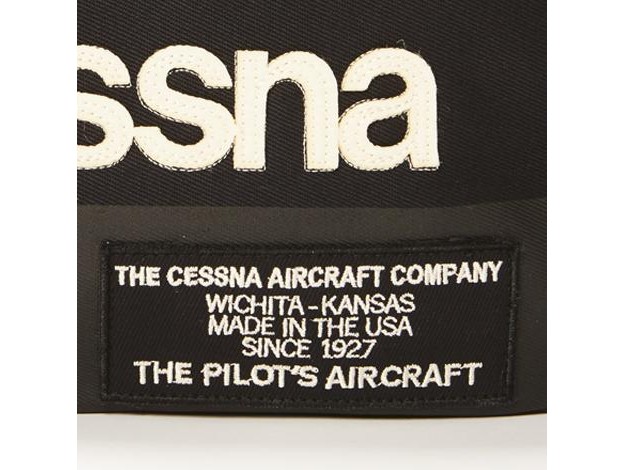 ssna
THE CESSNA AIRCRAFT COMPANY
WICHITA-KANSAS
MADE IN THE USA
SINCE 1927
THE PILOT'S AIRCRAFT